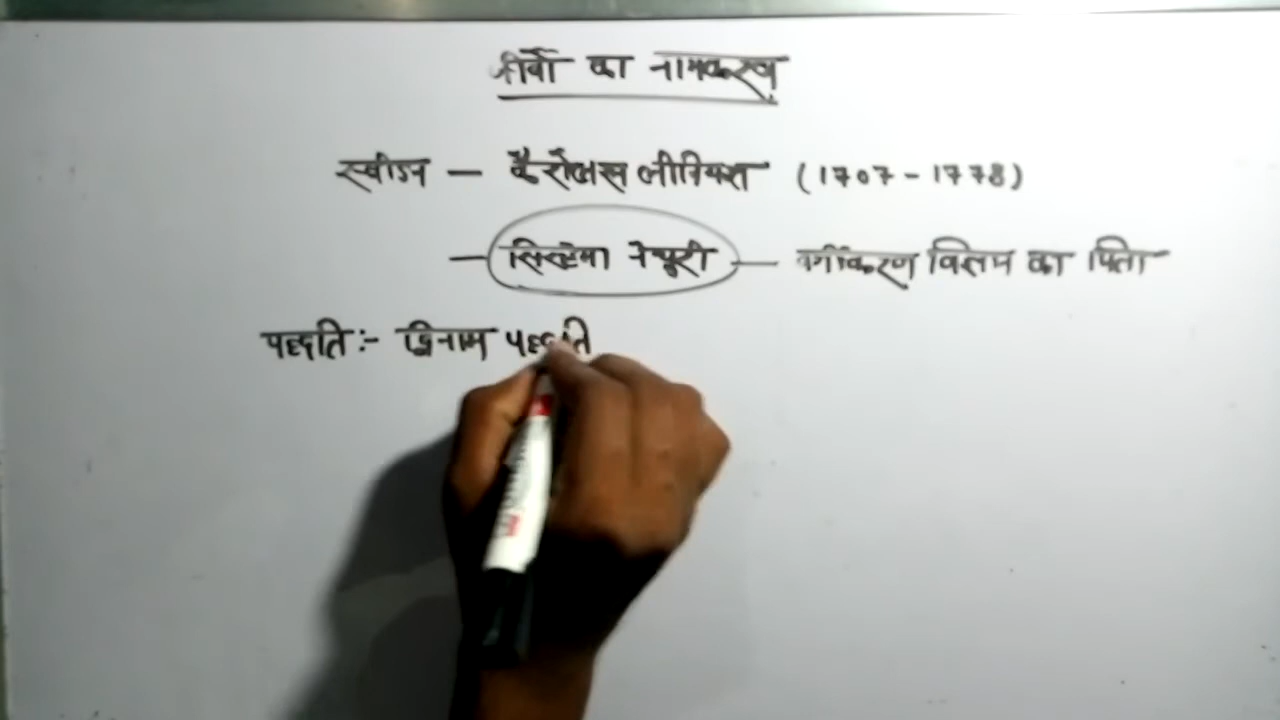 जीवों का नामकरण
स्वीडन — कैरोलस लीनियस (1707 - 1778)
— सिस्टेमा नेचूरी — वर्गीकरण विज्ञान का पिता
पद्धति :- द्विनाम पद्धति